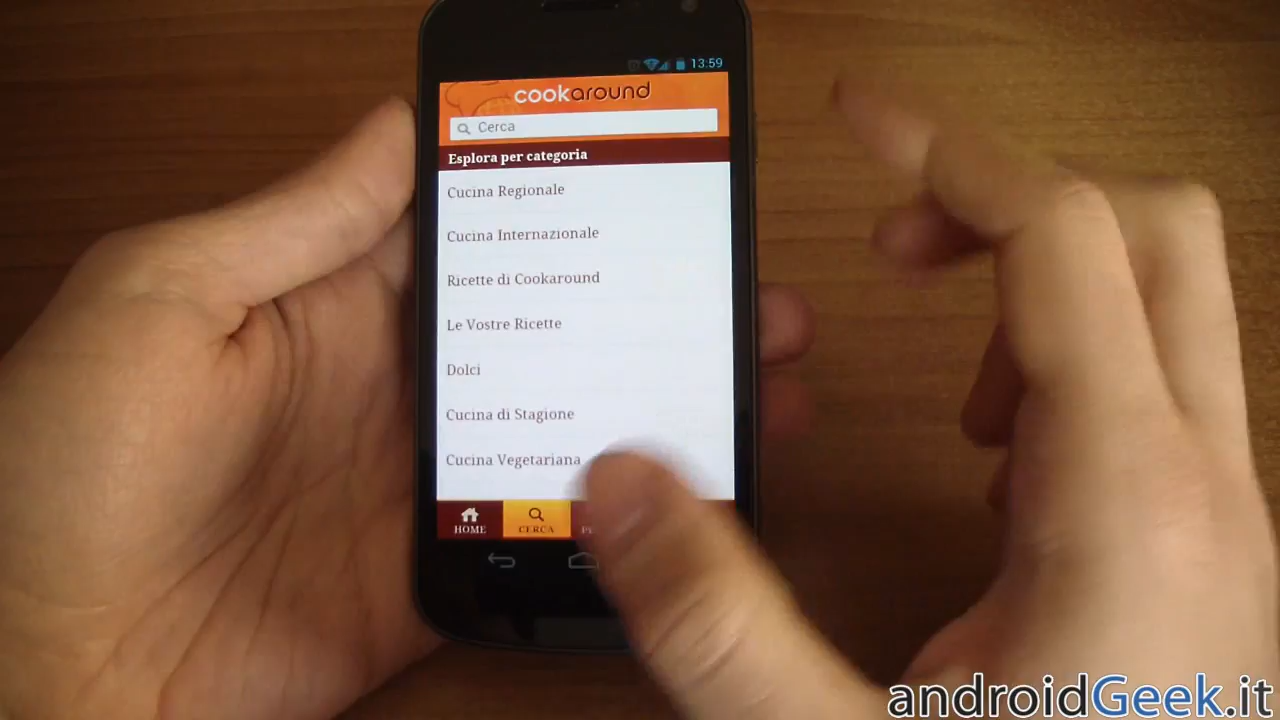 13:59
cookaround
Cerca
Esplora per categoria
Cucina Regionale
Cucina Internazionale
Ricette di Cookaround
Le Vostre Ricette
Dolci
Cucina di Stagione
Cucina Vegetariana
HOME
CERCA
androidGeek.it